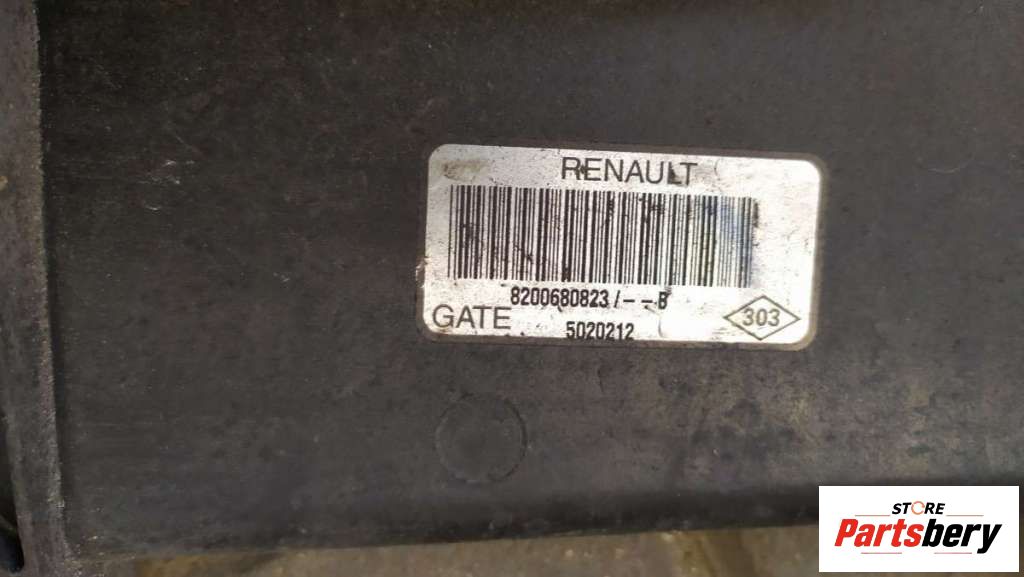 RENAULT
8200680823/--B
GATE
5020212
303
STORE
Partsbery